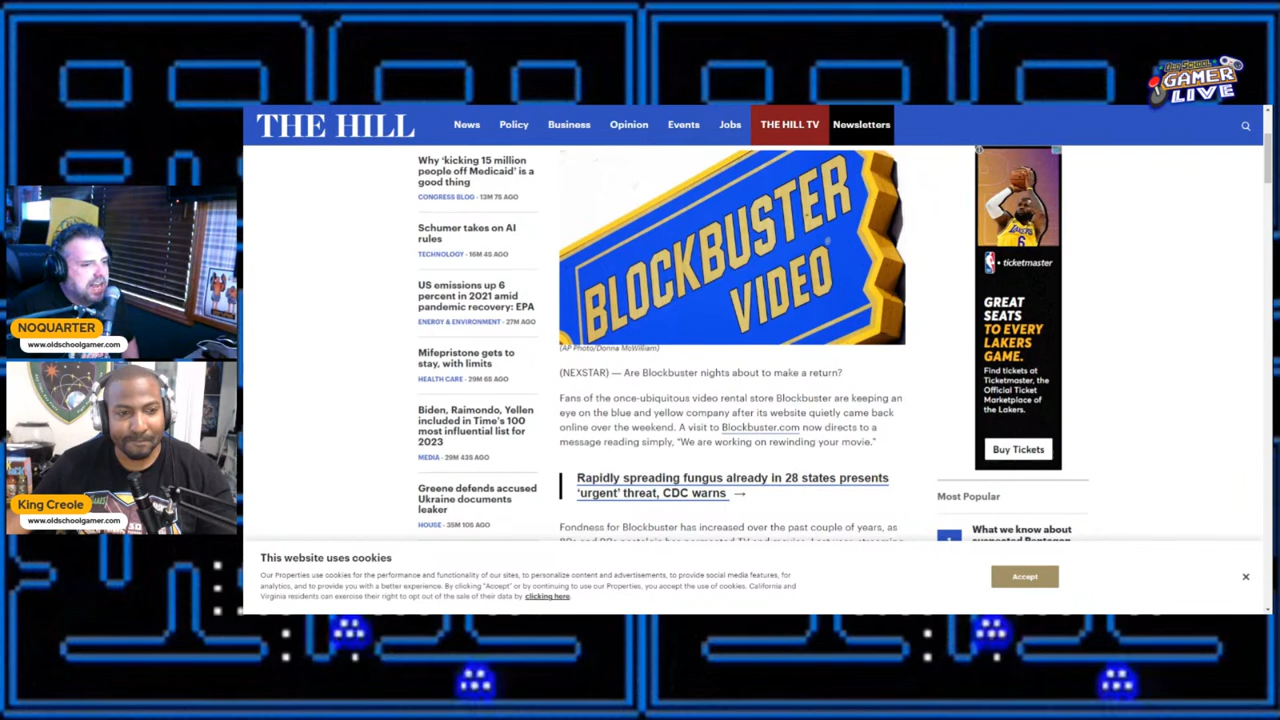 OLD SCHOOL
GAMER
LIVE
THE HILL
News
Policy
Business
Opinion
Events
Jobs
THE HILL TV
Newsletters
Why ‘kicking 15 million
people off Medicaid’ is a
good thing
CONGRESS BLOG - 13M 7S AGO
Schumer takes on AI
rules
TECHNOLOGY - 16M 4S AGO
US emissions up 6
percent in 2021 amid
pandemic recovery: EPA
ENERGY & ENVIRONMENT - 27M AGO
Mifepristone gets to
stay, with limits
HEALTH CARE - 29M 6S AGO
Biden, Raimondo, Yellen
included in Time's 100
most influential list for
2023
MEDIA - 29M 43S AGO
Greene defends accused
Ukraine documents
leaker
HOUSE - 35M 10S AGO
BLOCKBUSTER
VIDEO
(AP Photo/Donna McWilliam)
(NEXSTAR) — Are Blockbuster nights about to make a return?
Fans of the once-ubiquitous video rental store Blockbuster are keeping an
eye on the blue and yellow company after its website quietly came back
online over the weekend. A visit to Blockbuster.com now directs to a
message reading simply, “We are working on rewinding your movie.”
Rapidly spreading fungus already in 28 states presents
‘urgent’ threat, CDC warns →
Fondness for Blockbuster has increased over the past couple of years, as
NBA • ticketmaster
GREAT
SEATS
TO EVERY
LAKERS
GAME.
Find tickets at
Ticketmaster, the
Official Ticket
Marketplace of
the Lakers.
Buy Tickets
Most Popular
What we know about
This website uses cookies
Our Properties use cookies for the performance and functionality of our sites, to personalize content and advertisements, to provide social media features, for
analytics, and to provide you with a better experience. By clicking "Accept" or by continuing to use our Properties, you accept the use of cookies. California and
Virginia residents can exercise their right to opt out of the sale of their data by clicking here.
Accept
NOQUARTER
www.oldschoolgamer.com
King Creole
www.oldschoolgamer.com